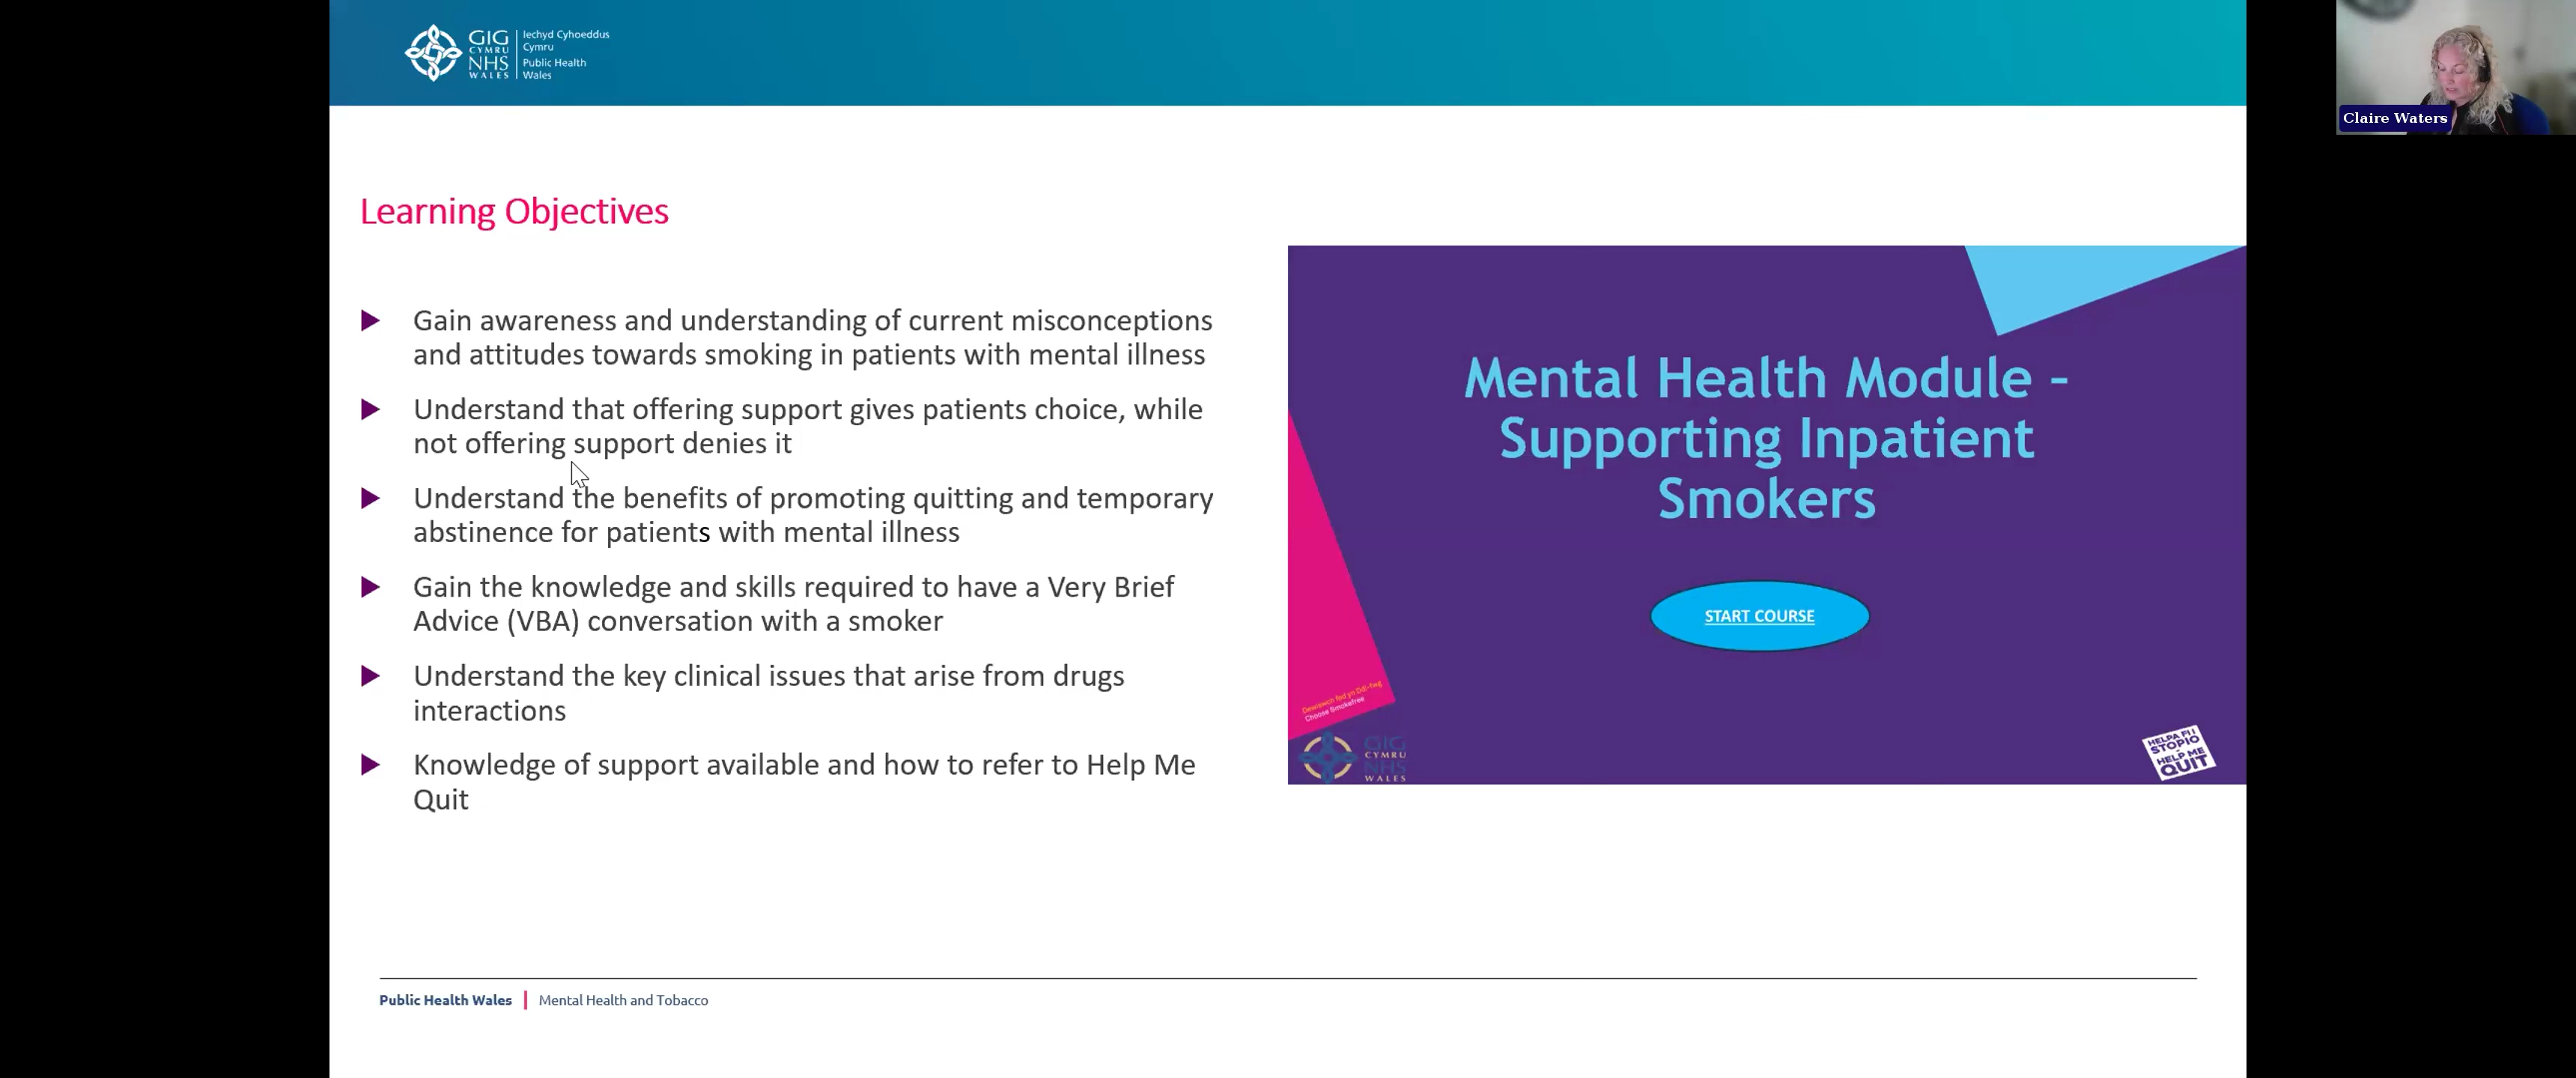 GIG
CYMRU
NHS
WALES
Iechyd Cyhoeddus
Cymru
Public Health
Wales
Claire Waters
Learning Objectives
Gain awareness and understanding of current misconceptions
and attitudes towards smoking in patients with mental illness
Understand that offering support gives patients choice, while
not offering support denies it
Understand the benefits of promoting quitting and temporary
abstinence for patients with mental illness
Gain the knowledge and skills required to have a Very Brief
Advice (VBA) conversation with a smoker
Understand the key clinical issues that arise from drugs
interactions
Knowledge of support available and how to refer to Help Me
Quit
Mental Health Module -
Supporting Inpatient
Smokers
START COURSE
Dewiswch fod yn Ddi-fwg
Choose Smokefree
GIG
CYMRU
NHS
WALES
HELPA FI I
STOPIO
HELP ME
QUIT
Public Health Wales | Mental Health and Tobacco